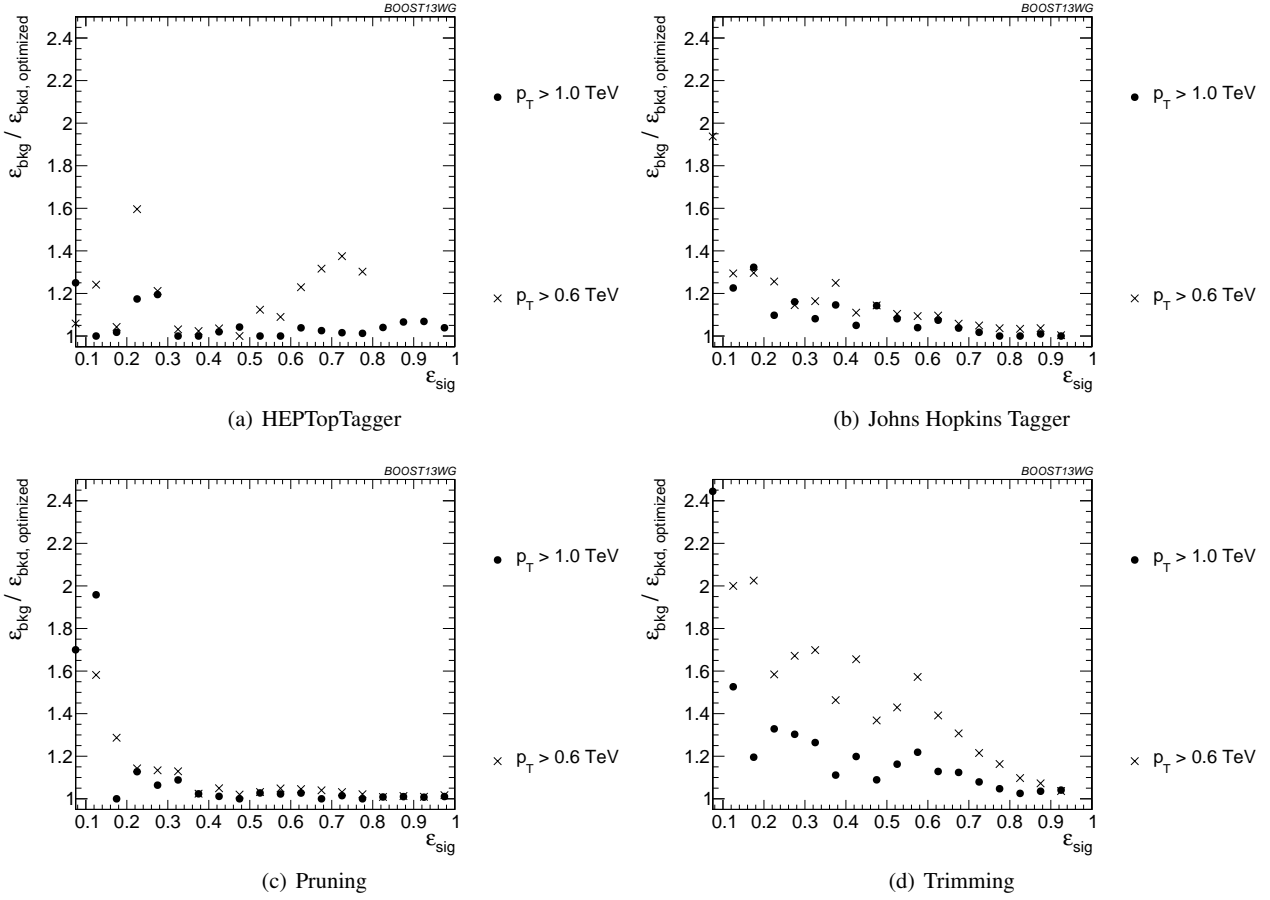 BOOST13WG
ε_bkg / ε_bkd, optimized
2.4
2.2
2
1.8
1.6
1.4
1.2
1
0.1 0.2 0.3 0.4 0.5 0.6 0.7 0.8 0.9 1
ε_sig
p_T > 1.0 TeV
p_T > 0.6 TeV
(a) HEPTopTagger
BOOST13WG
ε_bkg / ε_bkd, optimized
2.4
2.2
2
1.8
1.6
1.4
1.2
1
0.1 0.2 0.3 0.4 0.5 0.6 0.7 0.8 0.9 1
ε_sig
p_T > 1.0 TeV
p_T > 0.6 TeV
(b) Johns Hopkins Tagger
BOOST13WG
ε_bkg / ε_bkd, optimized
2.4
2.2
2
1.8
1.6
1.4
1.2
1
0.1 0.2 0.3 0.4 0.5 0.6 0.7 0.8 0.9 1
ε_sig
p_T > 1.0 TeV
p_T > 0.6 TeV
(c) Pruning
BOOST13WG
ε_bkg / ε_bkd, optimized
2.4
2.2
2
1.8
1.6
1.4
1.2
1
0.1 0.2 0.3 0.4 0.5 0.6 0.7 0.8 0.9 1
ε_sig
p_T > 1.0 TeV
p_T > 0.6 TeV
(d) Trimming